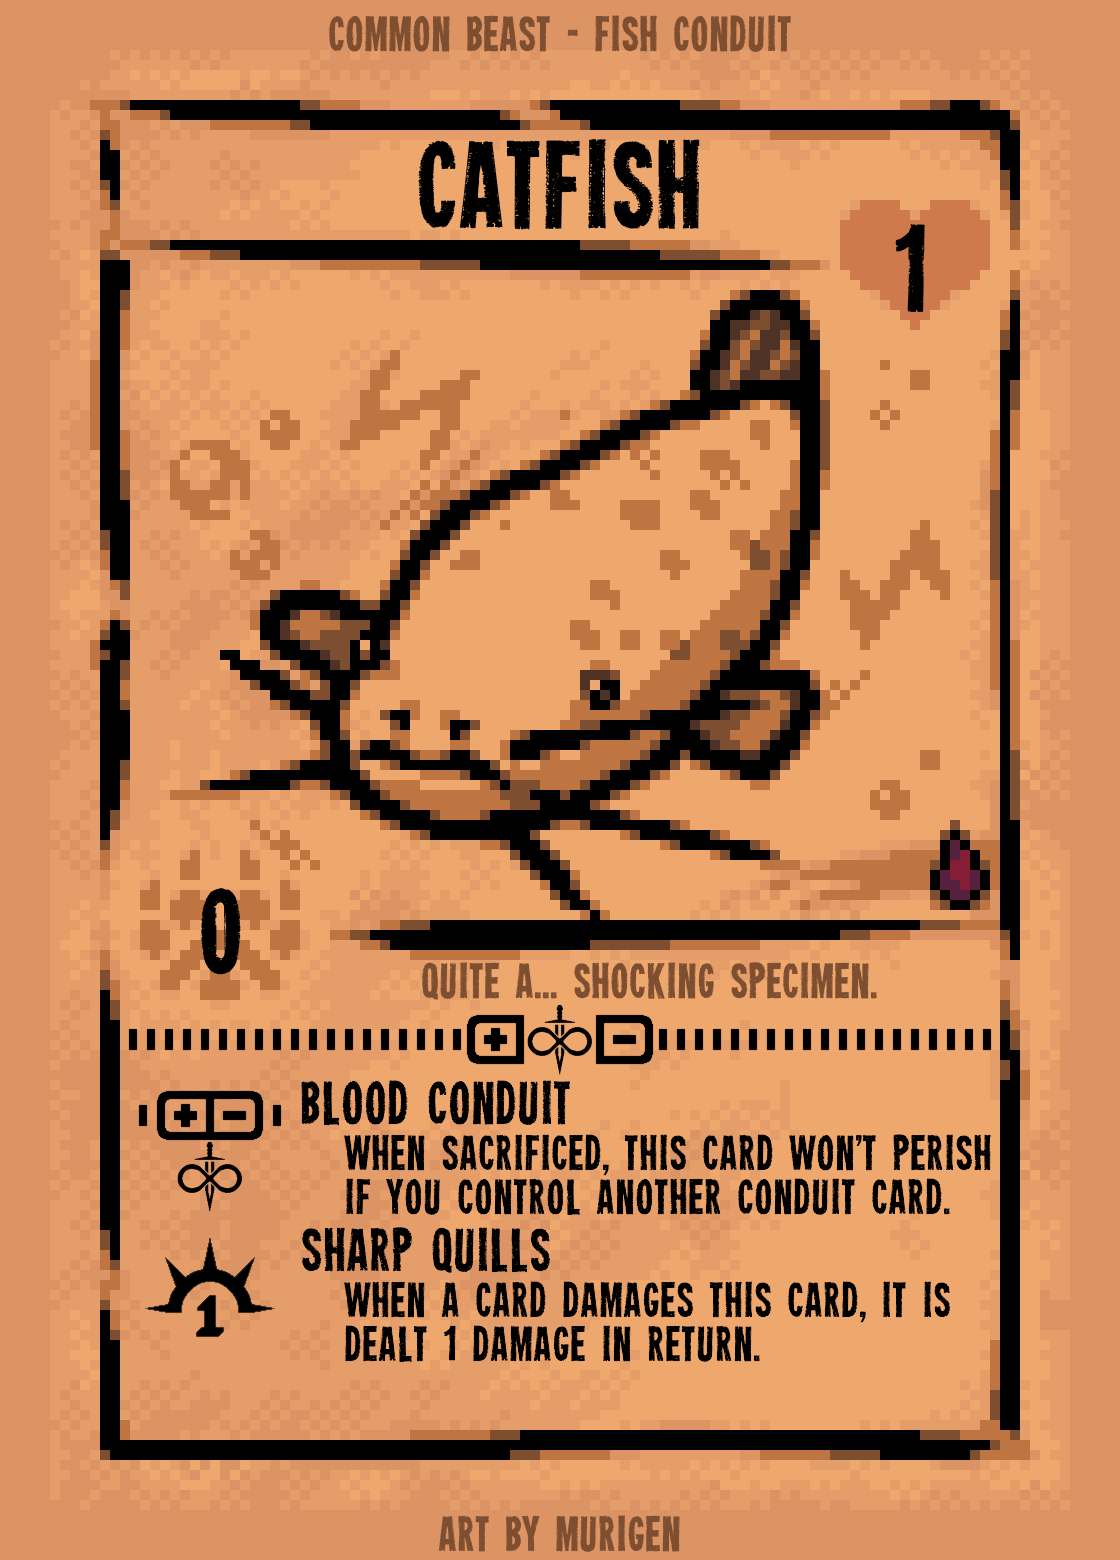 COMMON BEAST - FISH CONDUIT
CATFISH
1
0
QUITE A... SHOCKING SPECIMEN.
BLOOD CONDUIT
WHEN SACRIFICED, THIS CARD WON'T PERISH
IF YOU CONTROL ANOTHER CONDUIT CARD.
SHARP QUILLS
1
WHEN A CARD DAMAGES THIS CARD, IT IS
DEALT 1 DAMAGE IN RETURN.
ART BY MURIGEN